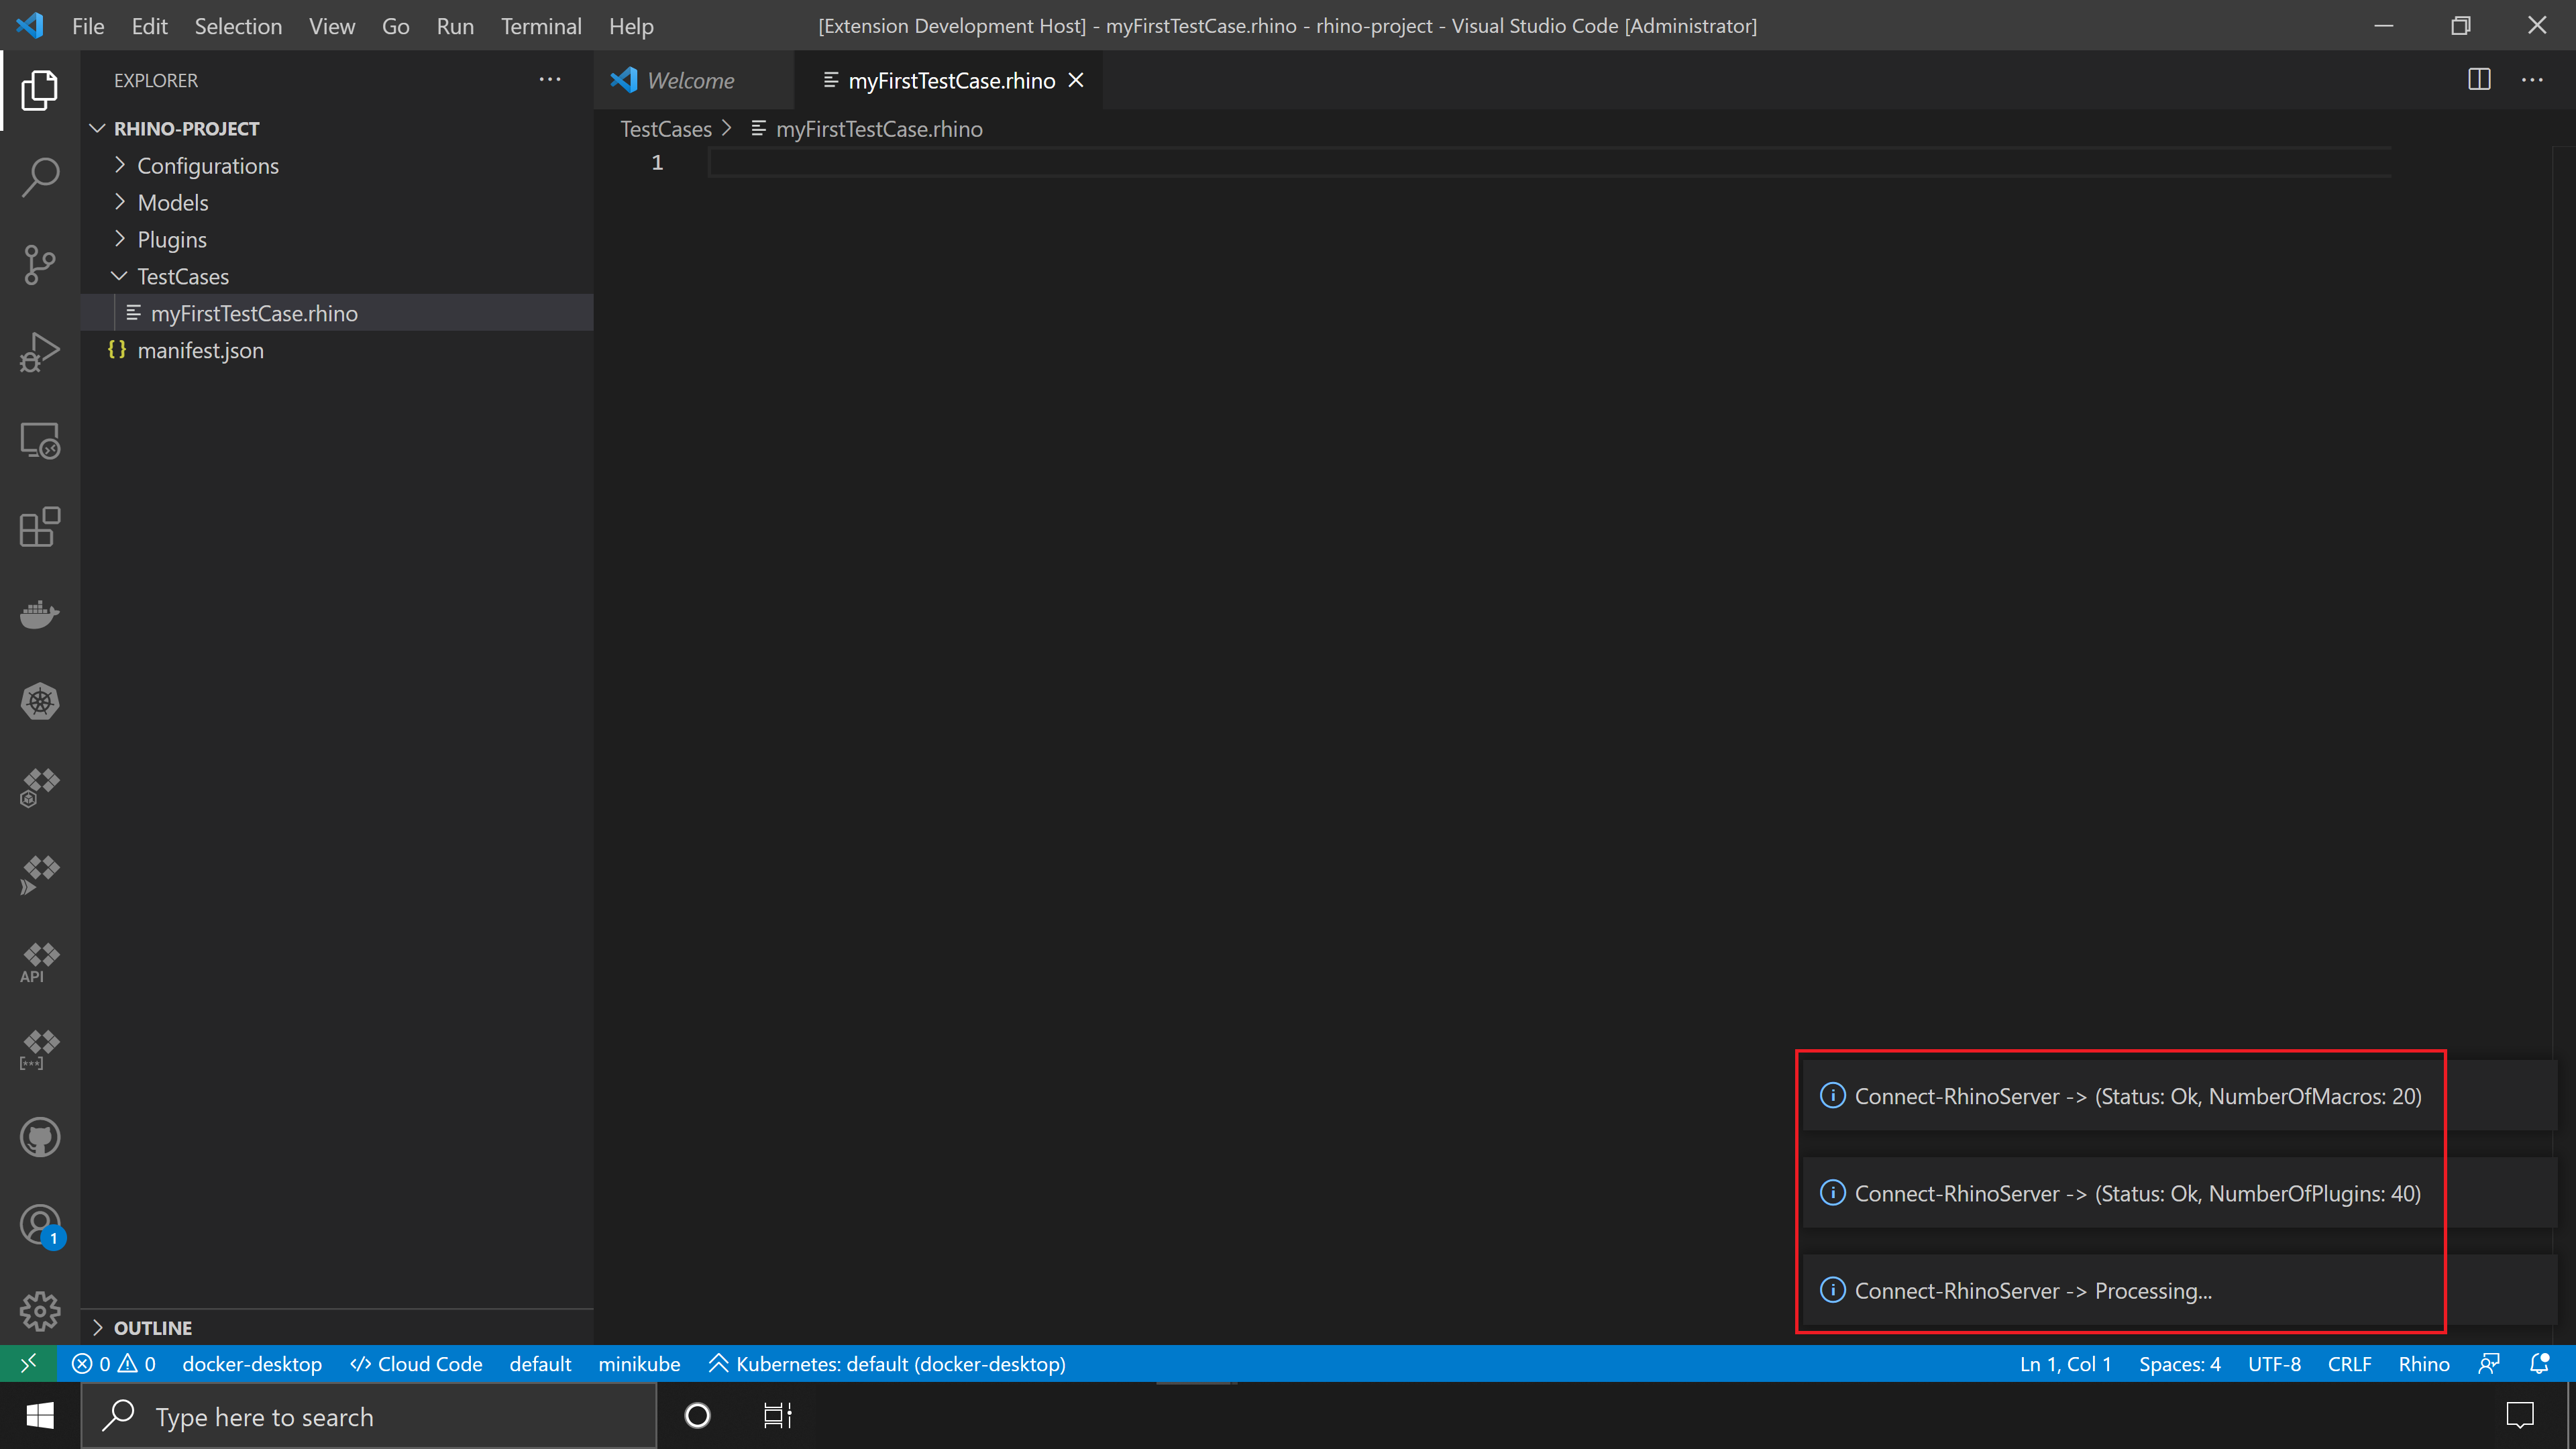 File Edit Selection View Go Run Terminal Help
[Extension Development Host] - myFirstTestCase.rhino - rhino-project - Visual Studio Code [Administrator]
EXPLORER
RHINO-PROJECT
Configurations
Models
Plugins
TestCases
myFirstTestCase.rhino
{} manifest.json
OUTLINE
API
[***]
1
Welcome
myFirstTestCase.rhino
TestCases > myFirstTestCase.rhino
1
Connect-RhinoServer -> (Status: Ok, NumberOfMacros: 20)
Connect-RhinoServer -> (Status: Ok, NumberOfPlugins: 40)
Connect-RhinoServer -> Processing...
0 0 docker-desktop </> Cloud Code default minikube Kubernetes: default (docker-desktop)
Ln 1, Col 1 Spaces: 4 UTF-8 CRLF Rhino
Type here to search